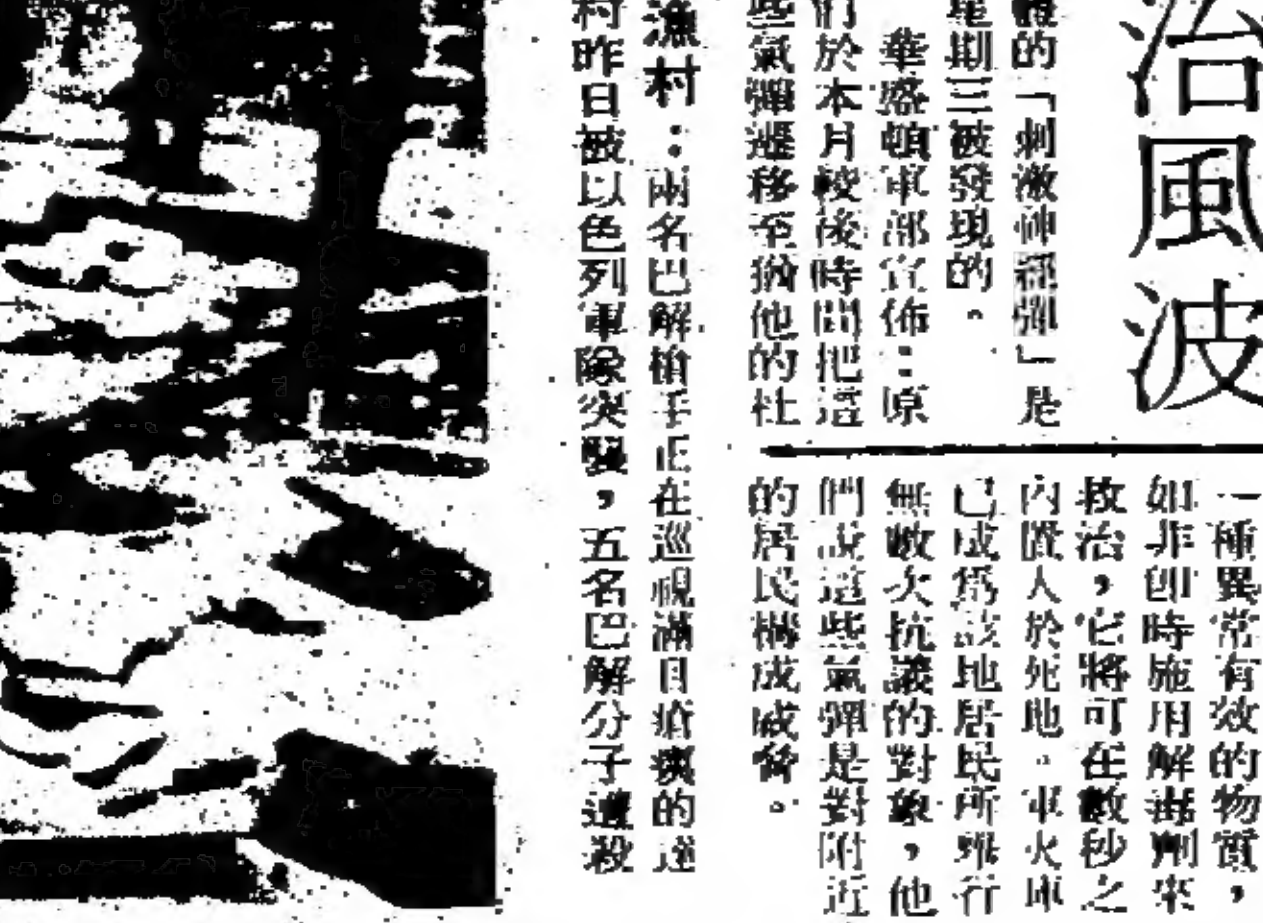 治風波
的「刺激神經彈」是
星期三被發現的。
華盛頓軍部宣佈：原
們於本月較後時間把這
些氣彈遷移至猶他的杜
一種異常有效的物質，
如非即時施用解毒劑來
救治，它將可在數秒之
內置人於死地。軍火庫
已成爲該地居民所舉行
無數次抗議的對象，他
們說這些氣彈是對附近
的居民構成威脅。
漁村：兩名巴解槍手正在巡視滿目瘡痍的達
村昨日被以色列軍隊突襲，五名巴解分子遭殺